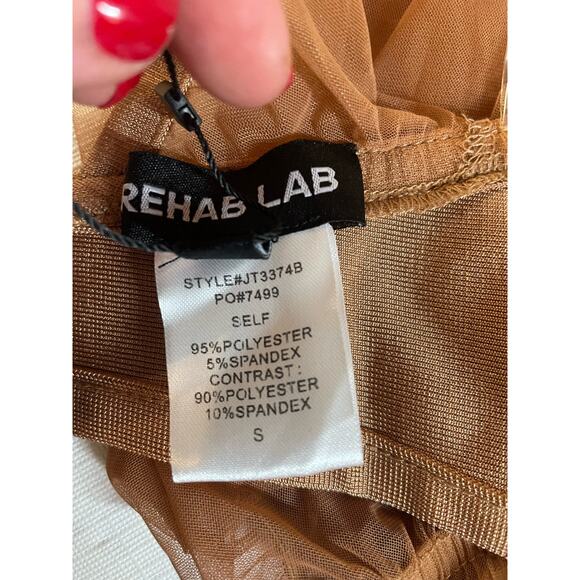 REHAB LAB
STYLE#JT3374B
PO#7499
SELF
95%POLYESTER
5%SPANDEX
CONTRAST :
90%POLYESTER
10%SPANDEX
S